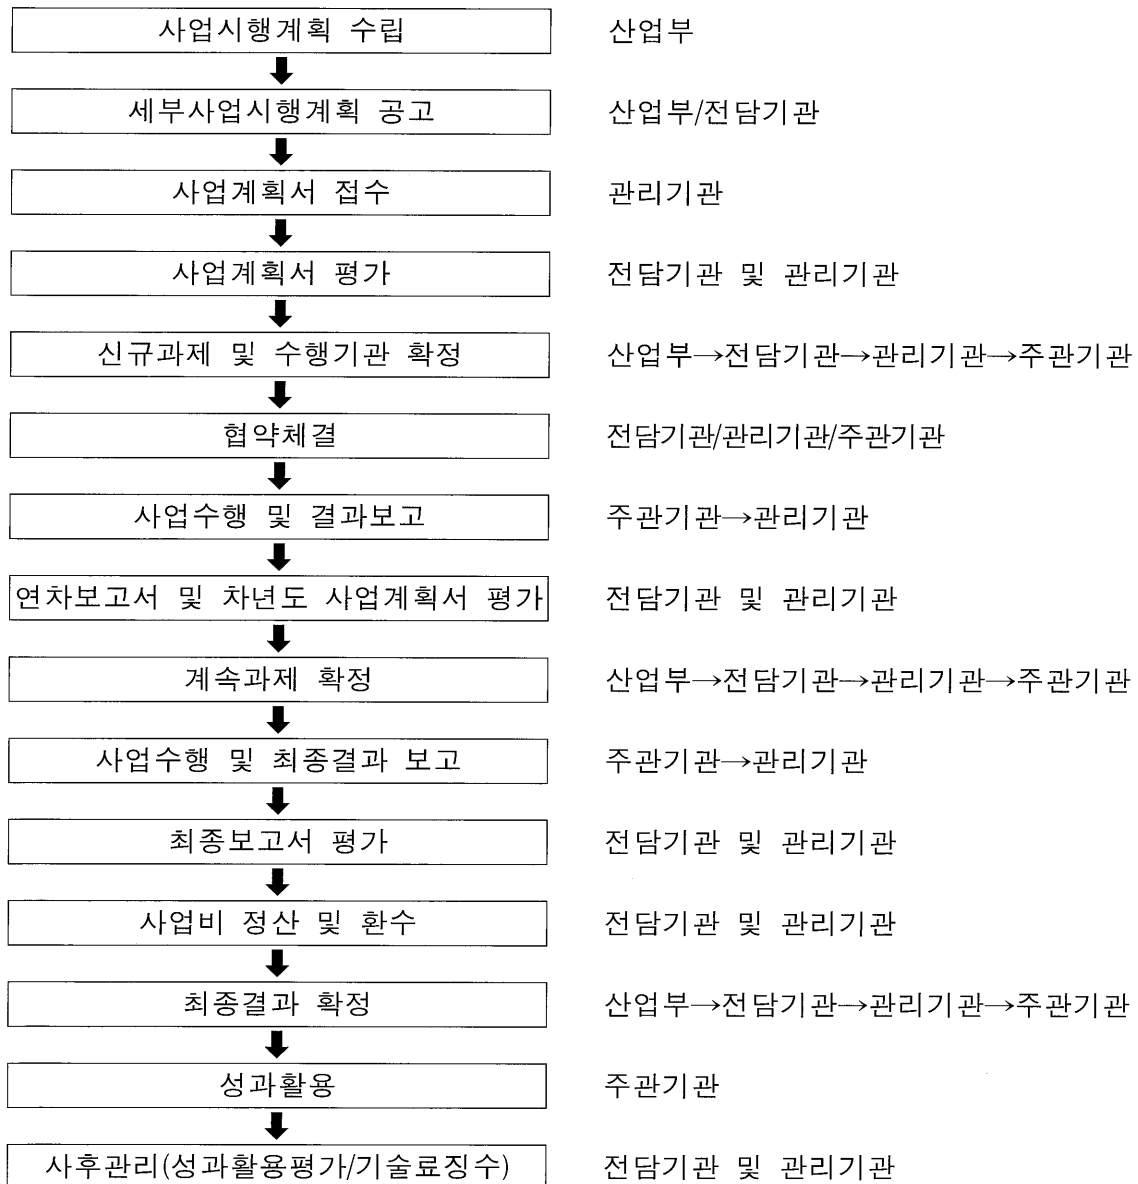 사업시행계획 수립 산업부
세부사업시행계획 공고 산업부/전담기관
사업계획서 접수 관리기관
사업계획서 평가 전담기관 및 관리기관
신규과제 및 수행기관 확정 산업부→전담기관→관리기관→주관기관
협약체결 전담기관/관리기관/주관기관
사업수행 및 결과보고 주관기관→관리기관
연차보고서 및 차년도 사업계획서 평가 전담기관 및 관리기관
계속과제 확정 산업부→전담기관→관리기관→주관기관
사업수행 및 최종결과 보고 주관기관→관리기관
최종보고서 평가 전담기관 및 관리기관
사업비 정산 및 환수 전담기관 및 관리기관
최종결과 확정 산업부→전담기관→관리기관→주관기관
성과활용 주관기관
사후관리(성과활용평가/기술료징수) 전담기관 및 관리기관